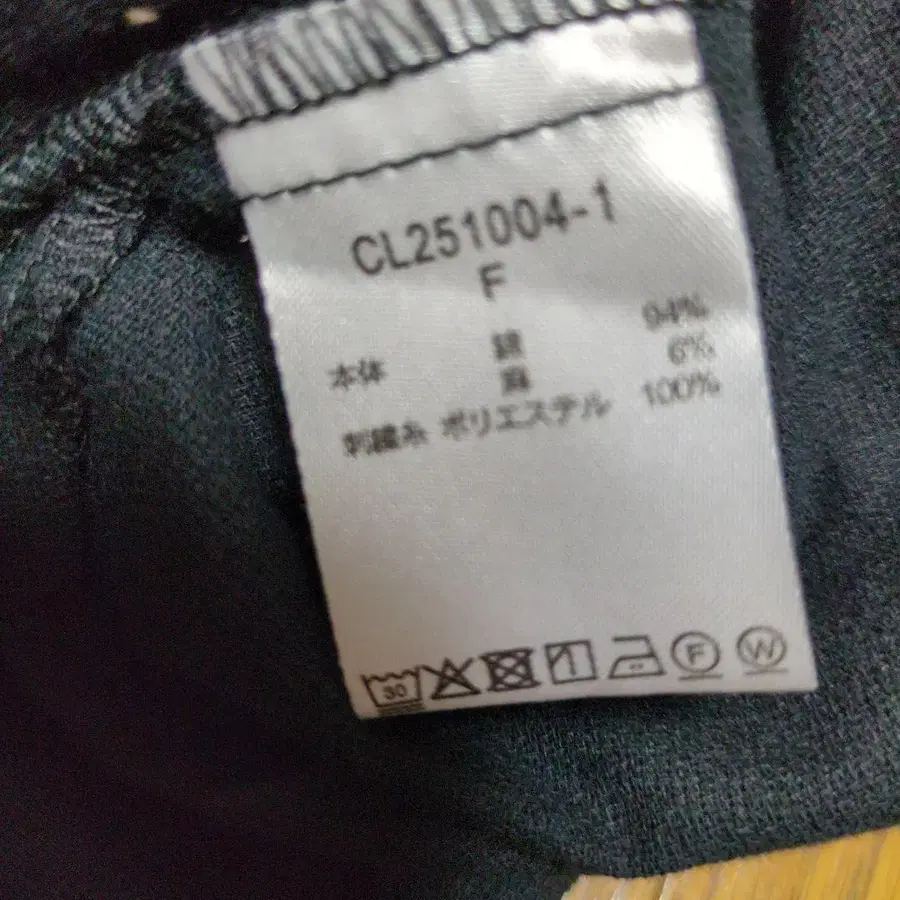 CL251004-1
F
本体 綿 94%
麻 6%
刺繍糸 ポリエステル 100%
30 F W